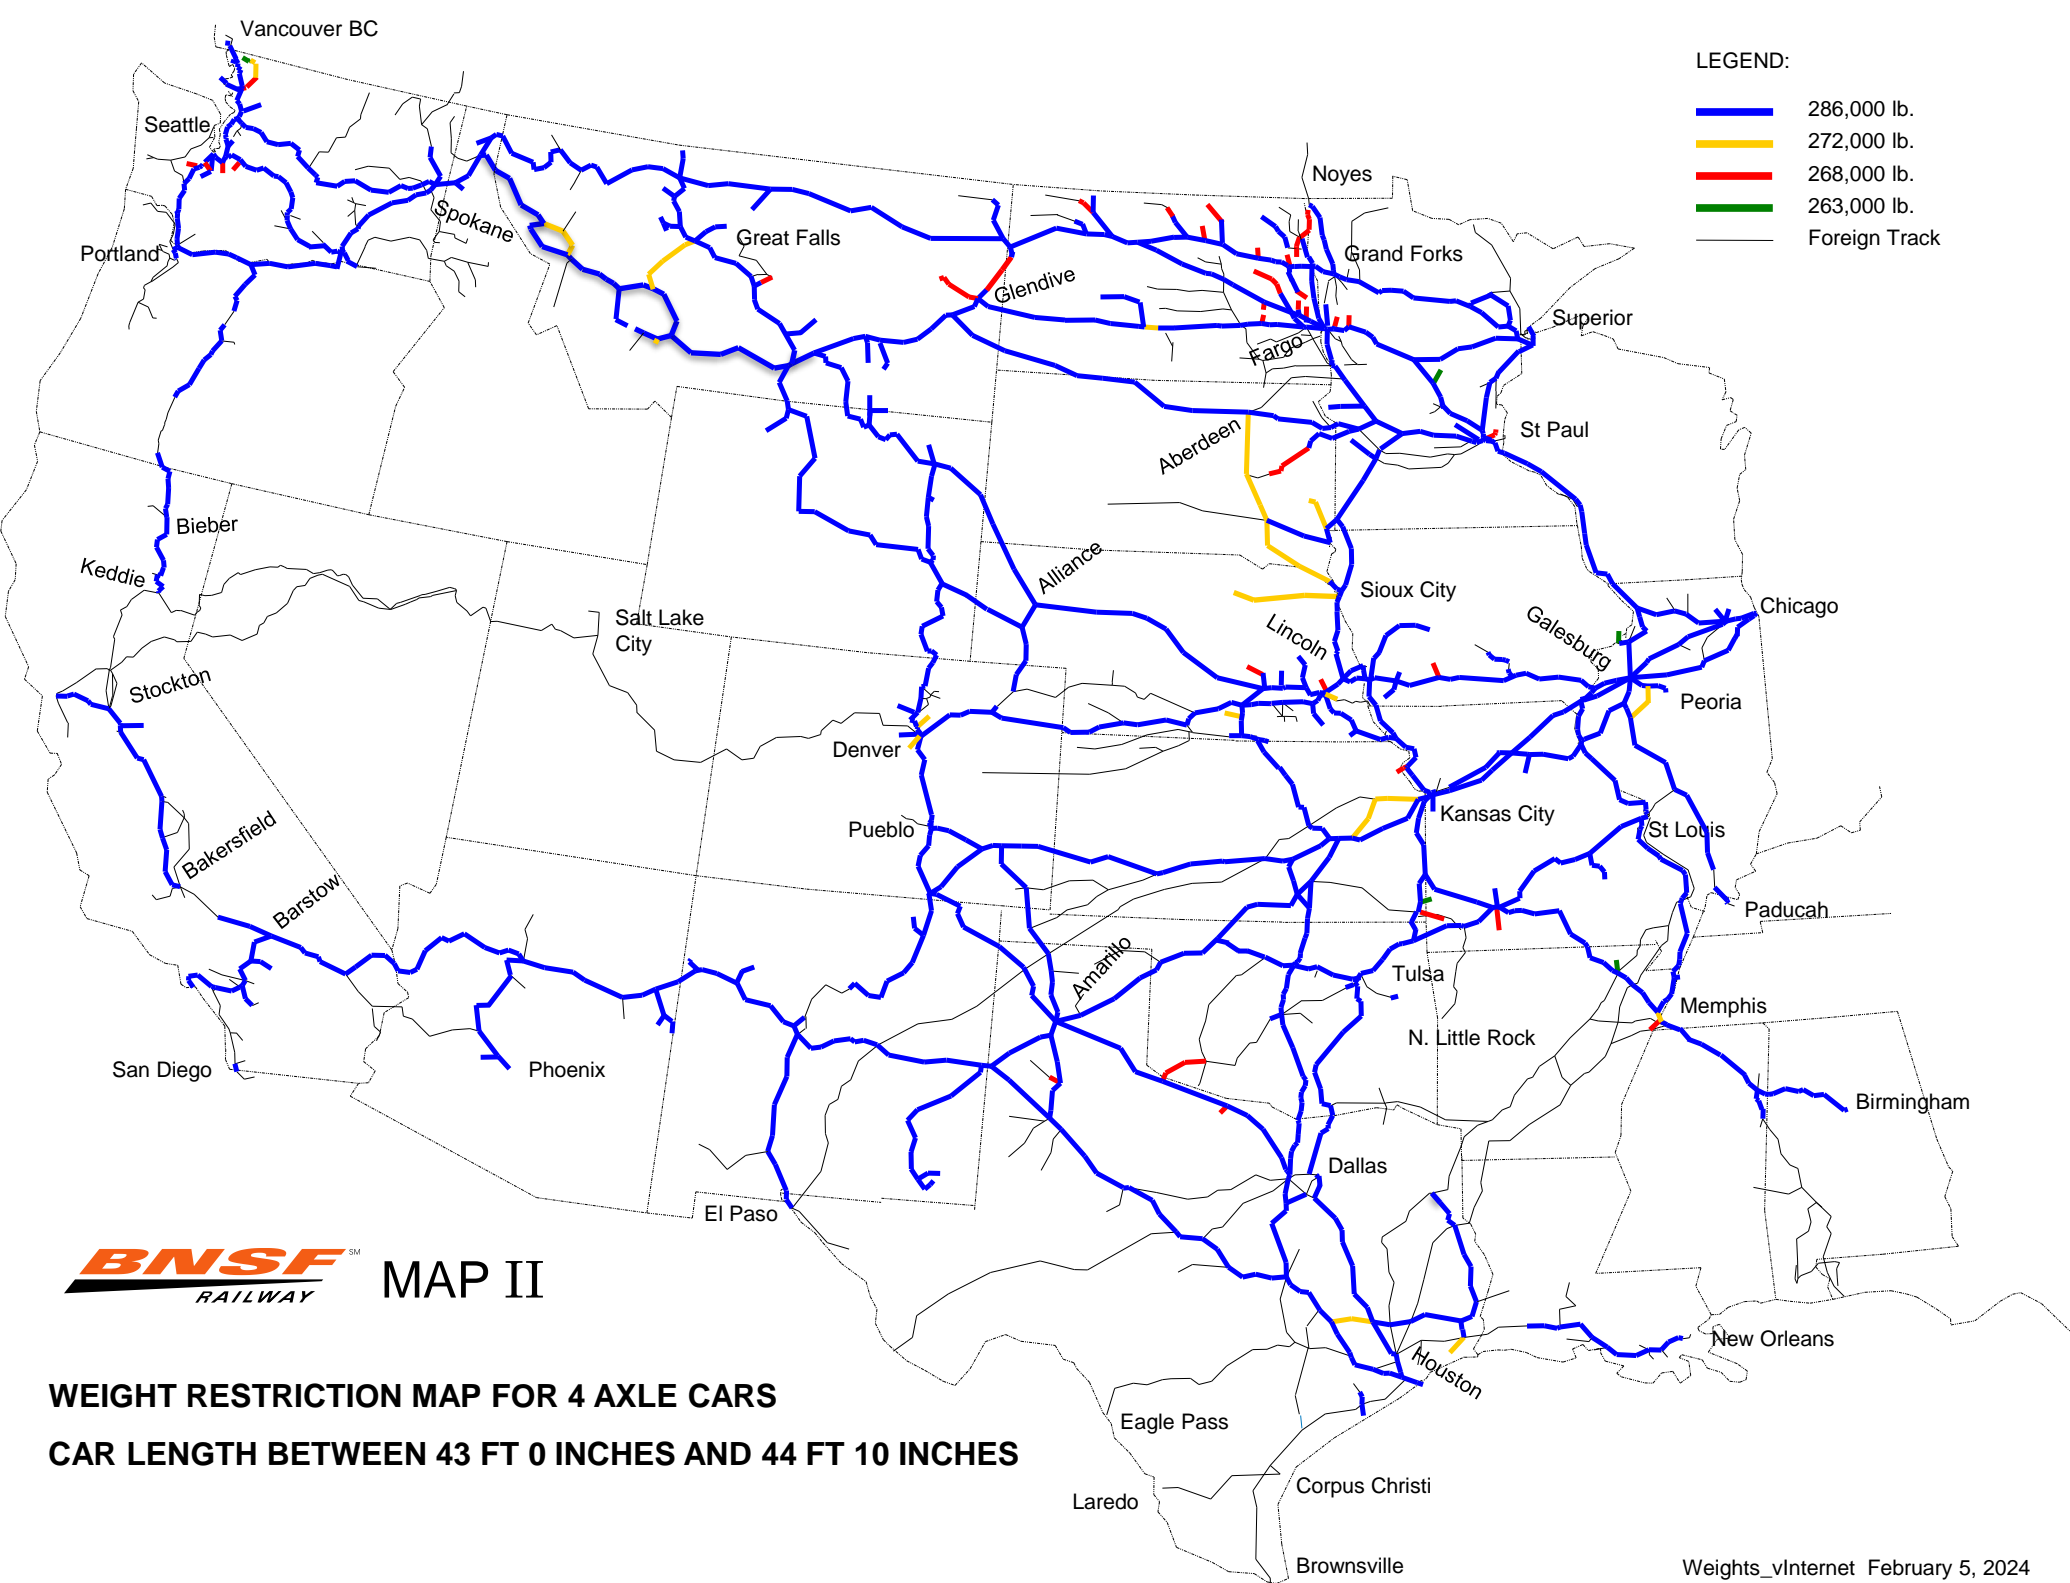 Vancouver BC
LEGEND:
286,000 lb.
272,000 lb.
268,000 lb.
263,000 lb.
Foreign Track
Seattle
Noyes
Spokane
Great Falls
Portland
Grand Forks
Glendive
Superior
Fargo
Aberdeen
St Paul
Bieber
Keddie
Alliance
Sioux City
Salt Lake
City
Lincoln
Galesburg
Chicago
Stockton
Peoria
Denver
Pueblo
Kansas City
St Louis
Bakersfield
Barstow
Paducah
Amarillo
Tulsa
Memphis
N. Little Rock
San Diego
Phoenix
Birmingham
Dallas
El Paso
BNSF SM
RAILWAY
MAP II
New Orleans
Houston
WEIGHT RESTRICTION MAP FOR 4 AXLE CARS
Eagle Pass
CAR LENGTH BETWEEN 43 FT 0 INCHES AND 44 FT 10 INCHES
Corpus Christi
Laredo
Brownsville
Weights_vInternet February 5, 2024